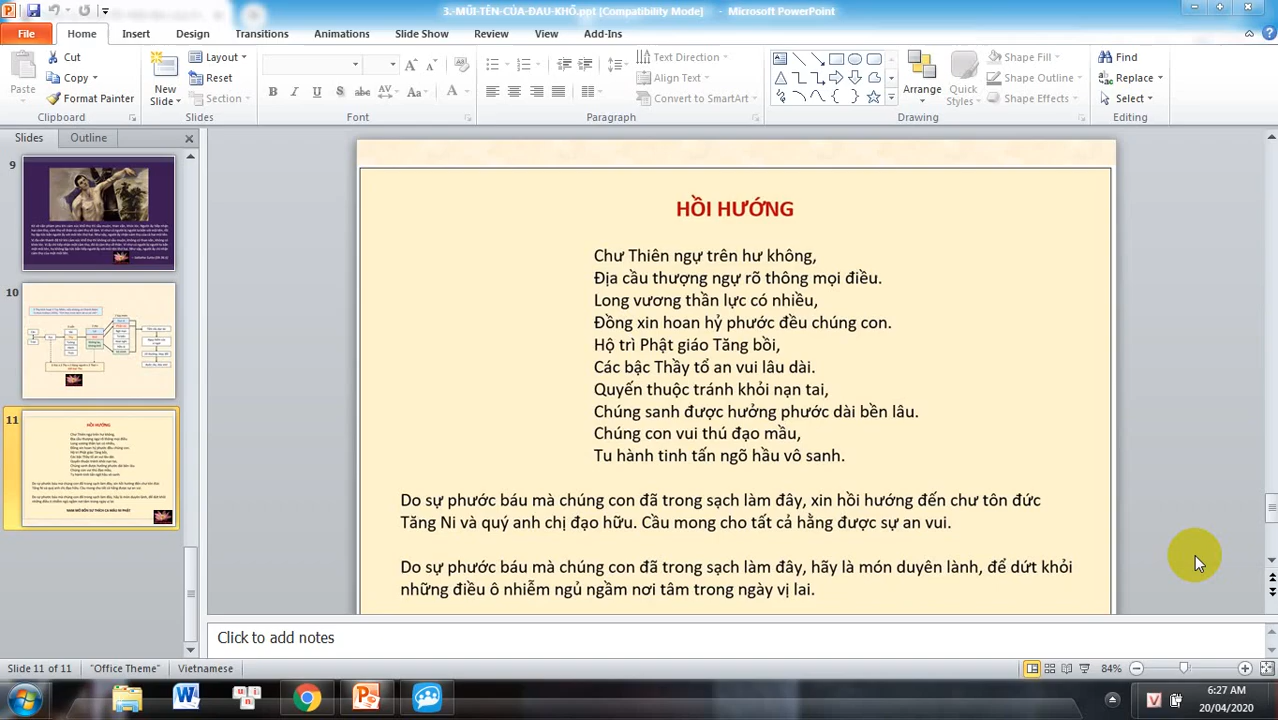 3.-MŨI-TÊN-CỦA-ĐAU-KHỔ.ppt [Compatibility Mode] - Microsoft PowerPoint
File Home Insert Design Transitions Animations Slide Show Review View Add-Ins
Paste
Cut
Copy
Format Painter
Clipboard
New Slide
Layout
Reset
Section
Slides
Font
Text Direction
Align Text
Convert to SmartArt
Paragraph
Arrange
Quick Styles
Shape Fill
Shape Outline
Shape Effects
Drawing
Find
Replace
Select
Editing
Slides Outline
9
10
11
HỒI HƯỚNG
Chư Thiên ngự trên hư không,
Địa cầu thượng ngự rõ thông mọi điều.
Long vương thần lực có nhiều,
Đồng xin hoan hỷ phước đều chúng con.
Hộ trì Phật giáo Tăng bồi,
Các bậc Thầy tổ an vui lâu dài.
Quyến thuộc tránh khỏi nạn tai,
Chúng sanh được hưởng phước dài bền lâu.
Chúng con vui thú đạo mầu,
Tu hành tinh tấn ngõ hầu vô sanh.
Do sự phước báu mà chúng con đã trong sạch làm đây, xin hồi hướng đến chư tôn đức
Tăng Ni và quý anh chị đạo hữu. Cầu mong cho tất cả hằng được sự an vui.
Do sự phước báu mà chúng con đã trong sạch làm đây, hãy là món duyên lành, để dứt khỏi
những điều ô nhiễm ngủ ngầm nơi tâm trong ngày vị lai.
Click to add notes
Slide 11 of 11 "Office Theme" Vietnamese 84%
6:27 AM
20/04/2020